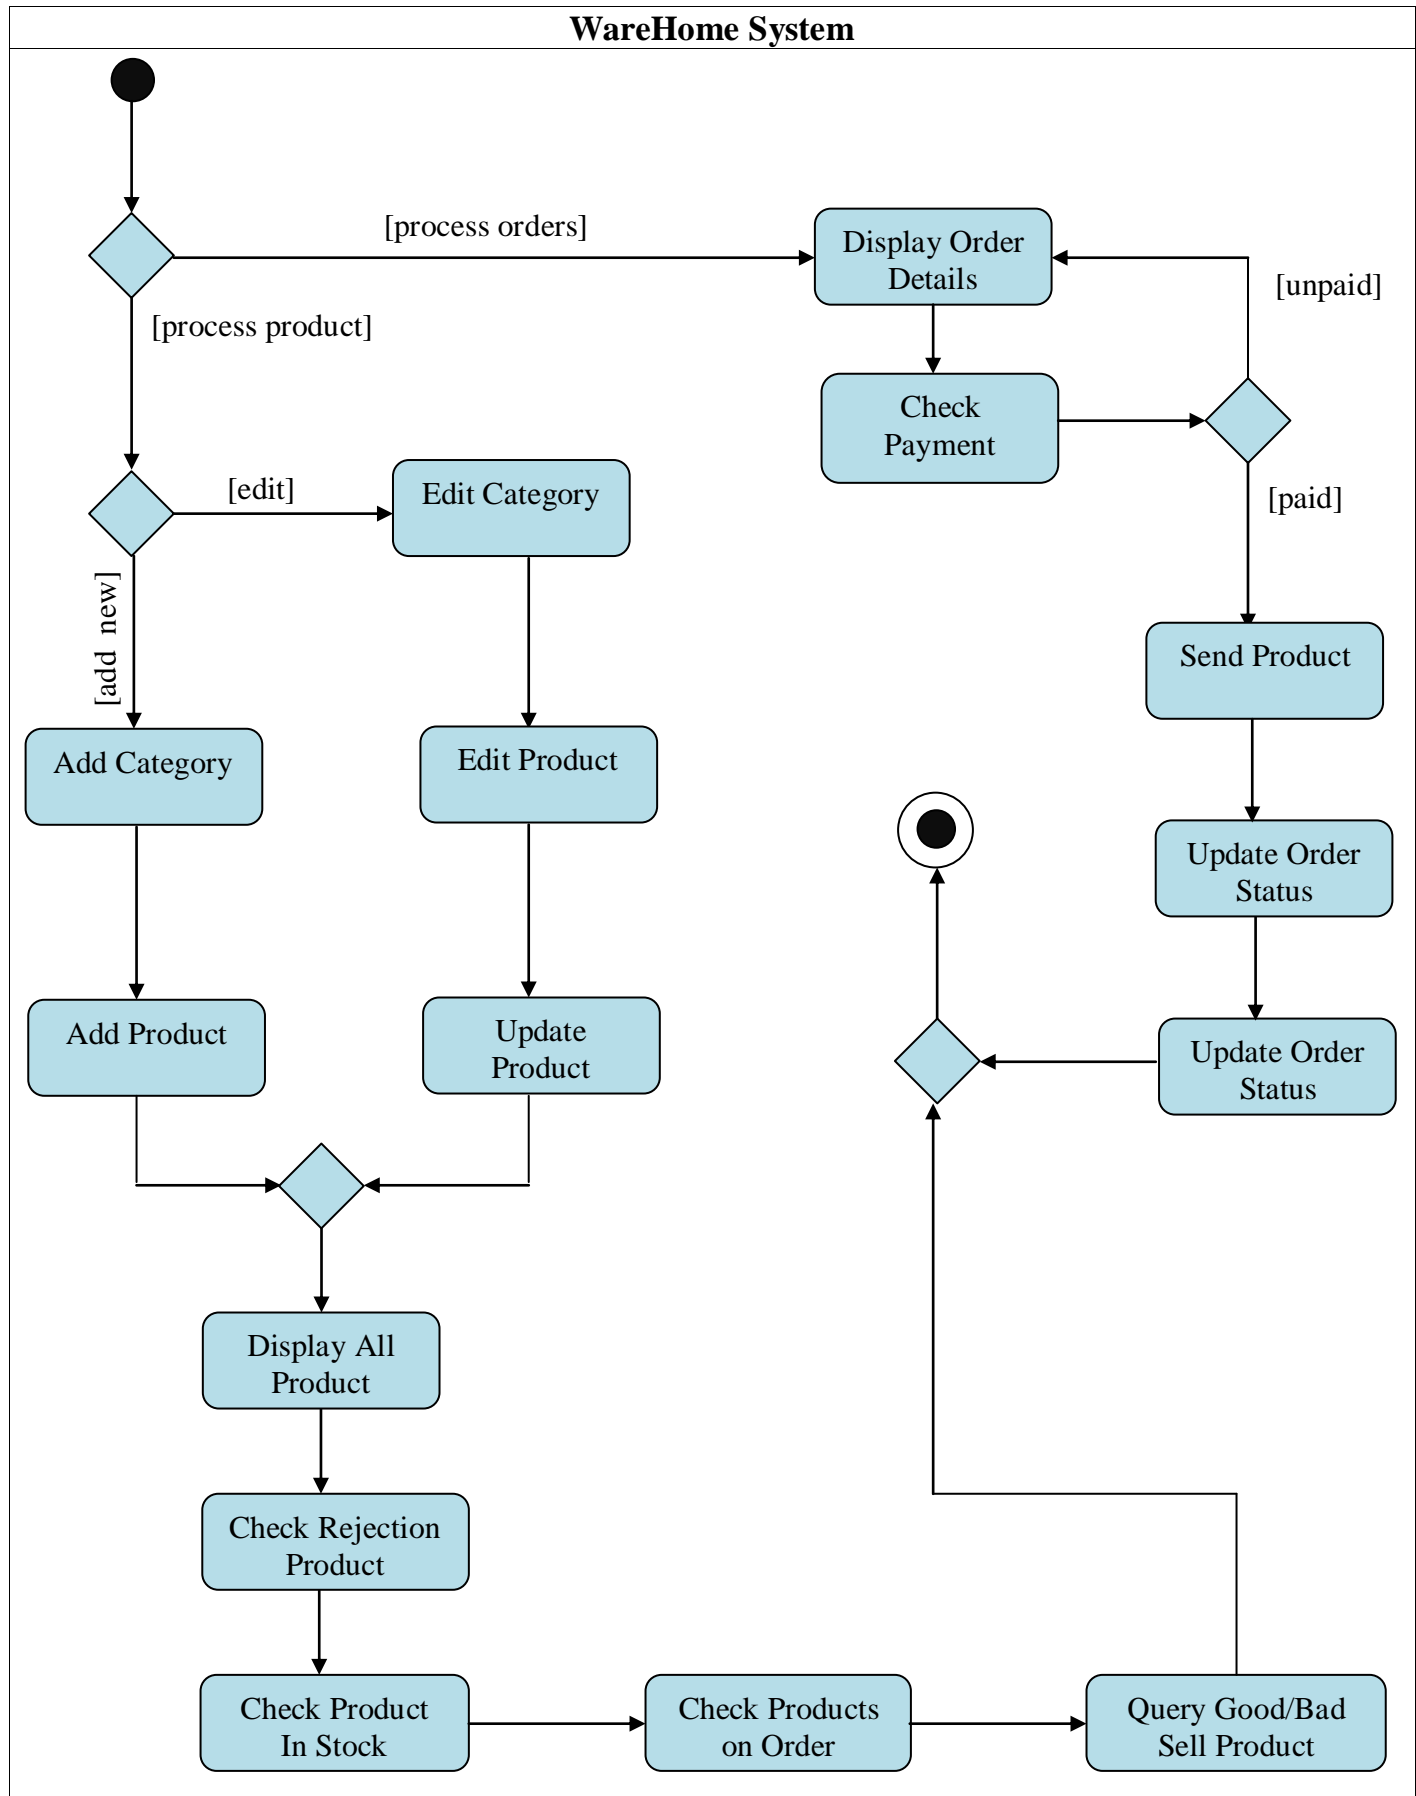 WareHome System
[process orders]
Display Order
Details
[unpaid]
[process product]
Check
Payment
[edit]
Edit Category
[paid]
[add  new]
Send Product
Add Category
Edit Product
Update Order
Status
Add Product
Update
Product
Update Order
Status
Display All
Product
Check Rejection
Product
Check Product
In Stock
Check Products
on Order
Query Good/Bad
Sell Product